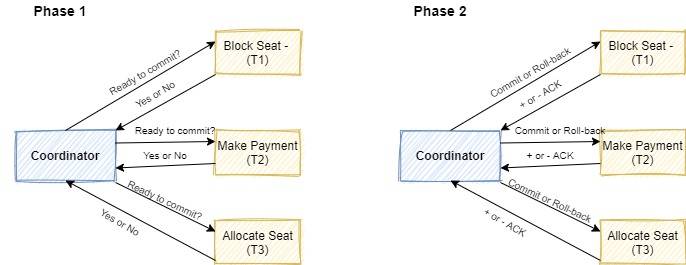 Phase 1
Phase 2
Block Seat -
(T1)
Ready to commit?
Yes or No
Coordinator
Ready to commit?
Yes or No
Make Payment
(T2)
Ready to commit?
Yes or No
Allocate Seat
(T3)
Block Seat -
(T1)
Commit or Roll-back
+ or - ACK
Coordinator
Commit or Roll-back
+ or - ACK
Make Payment
(T2)
Commit or Roll-back
+ or - ACK
Allocate Seat
(T3)